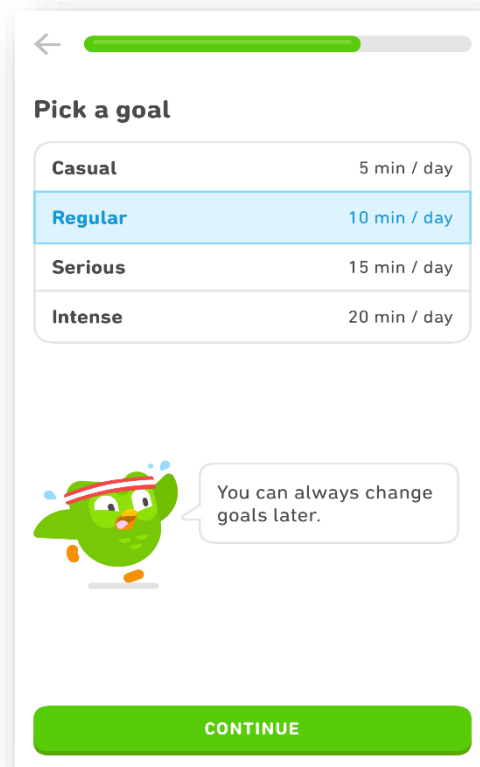 Pick a goal
Casual 5 min / day
Regular 10 min / day
Serious 15 min / day
Intense 20 min / day
You can always change
goals later.
CONTINUE